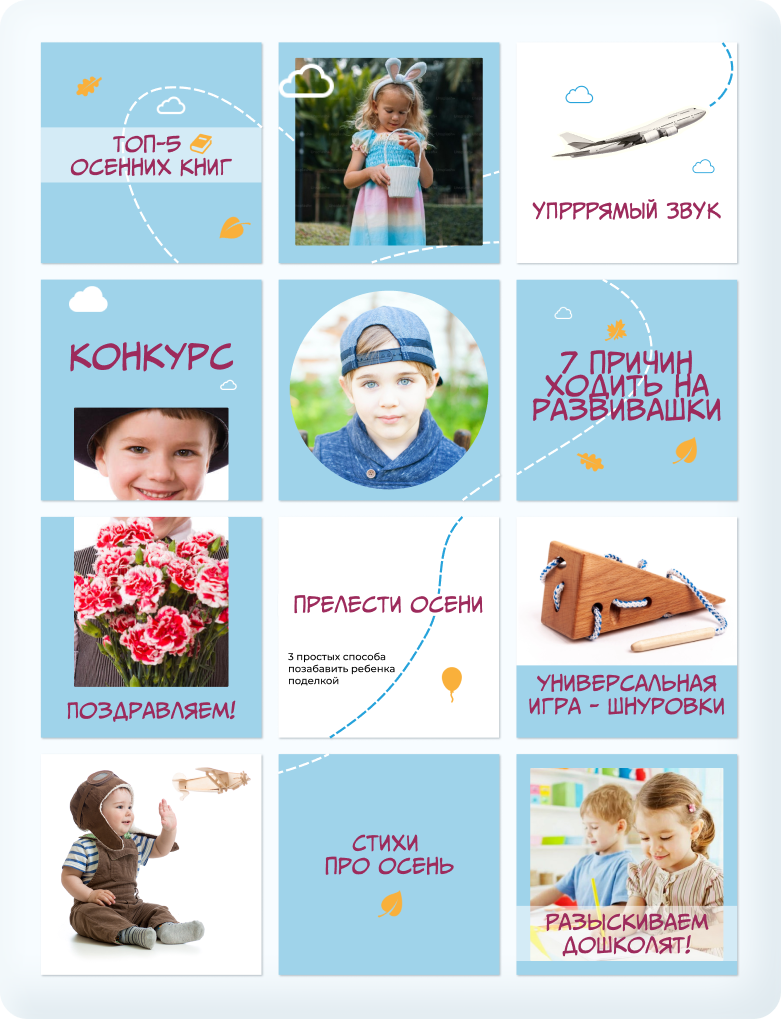 ТОП-5
ОСЕННИХ КНИГ
УПРРРЯМЫЙ ЗВУК
КОНКУРС
7 ПРИЧИН
ХОДИТЬ НА
РАЗВИВАШКИ
ПОЗДРАВЛЯЕМ!
ПРЕЛЕСТИ ОСЕНИ
3 простых способа
позабавить ребенка
поделкой
УНИВЕРСАЛЬНАЯ
ИГРА - ШНУРОВКИ
СТИХИ
ПРО ОСЕНЬ
РАЗЫСКИВАЕМ
ДОШКОЛЯТ!